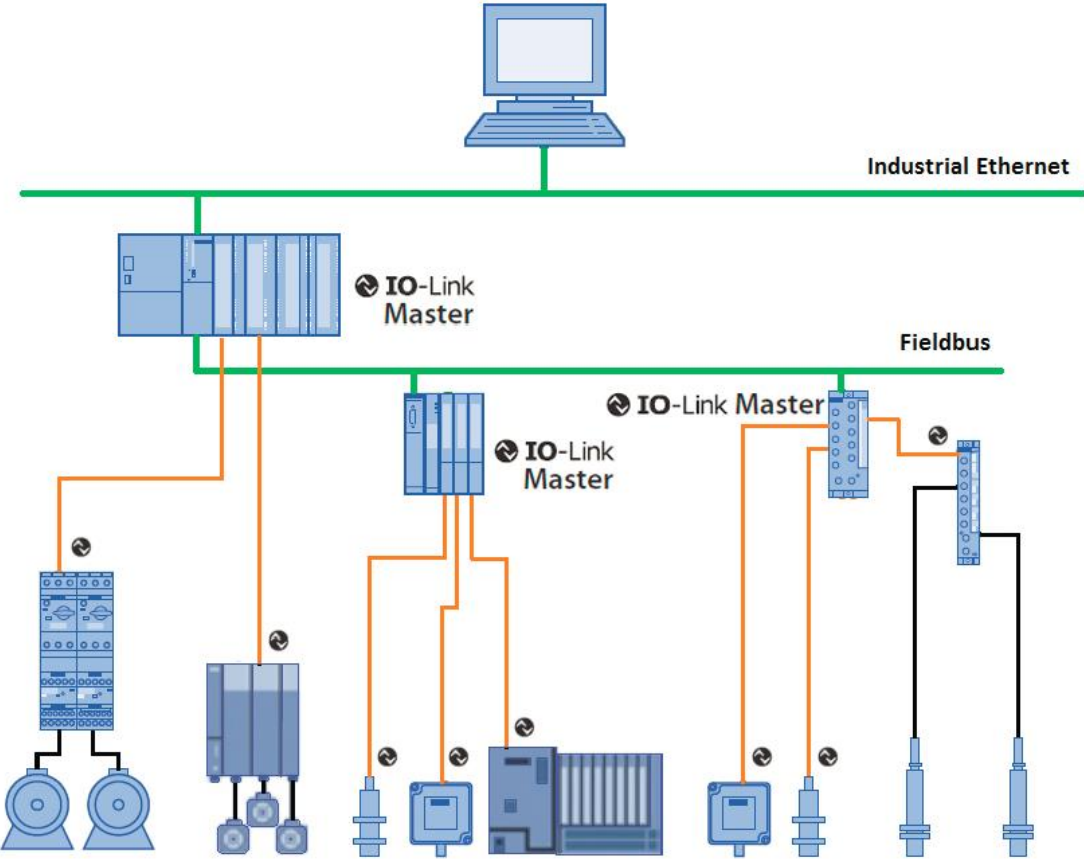 Industrial Ethernet
IO-Link
Master
Fieldbus
IO-Link Master
IO-Link
Master